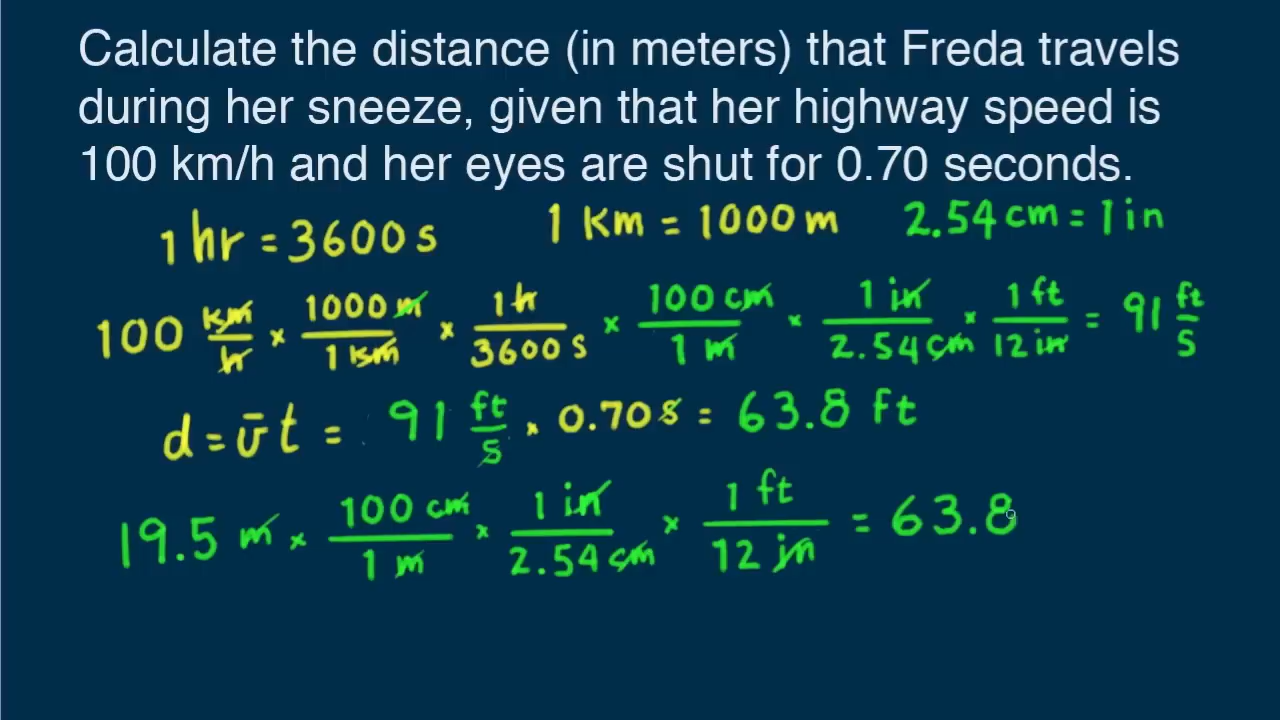 Calculate the distance (in meters) that Freda travels
during her sneeze, given that her highway speed is
100 km/h and her eyes are shut for 0.70 seconds.
1 hr = 3600 s 1 Km = 1000 m 2.54 cm = 1 in
100 km/h × 1000 m/1 km × 1 h/3600 s × 100 cm/1 m × 1 in/2.54 cm × 1 ft/12 in = 91 ft/s
d = v̄ t = 91 ft/s × 0.70 s = 63.8 ft
19.5 m × 100 cm/1 m × 1 in/2.54 cm × 1 ft/12 in = 63.8